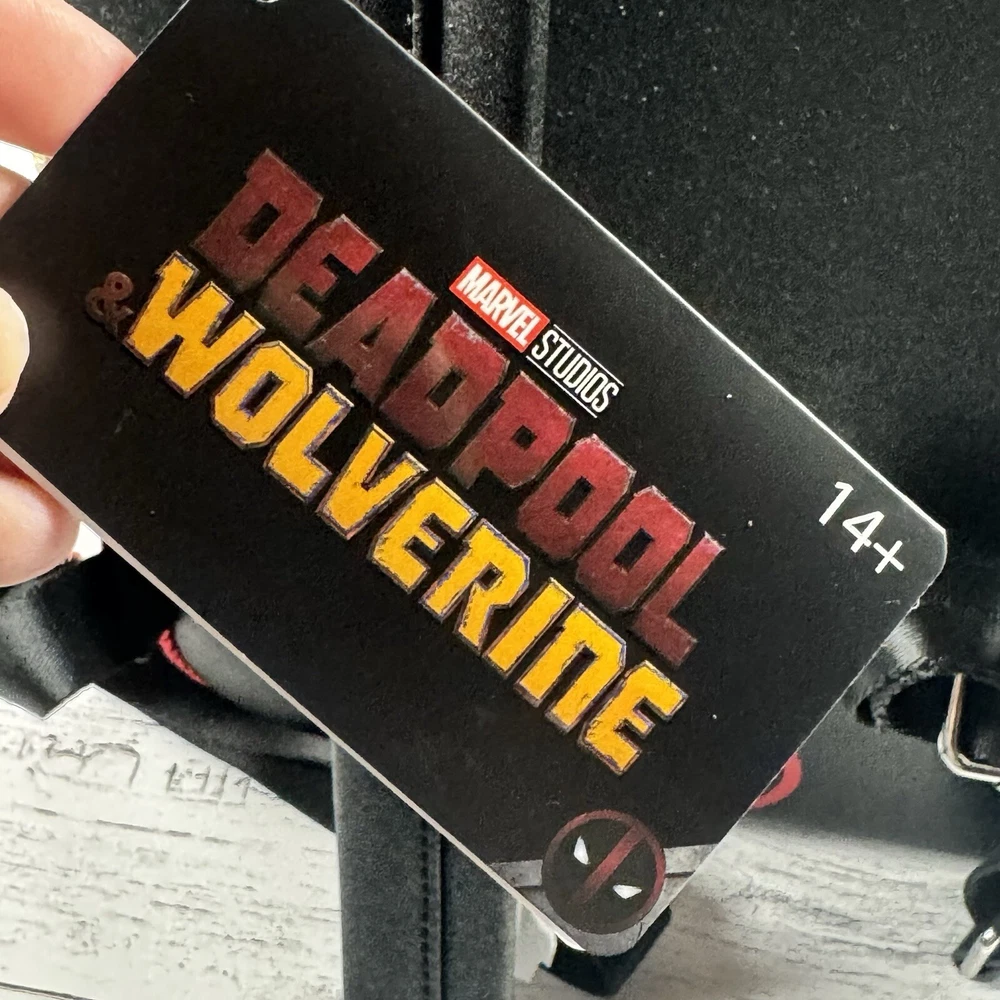 MARVEL STUDIOS
DEADPOOL
& WOLVERINE
14+